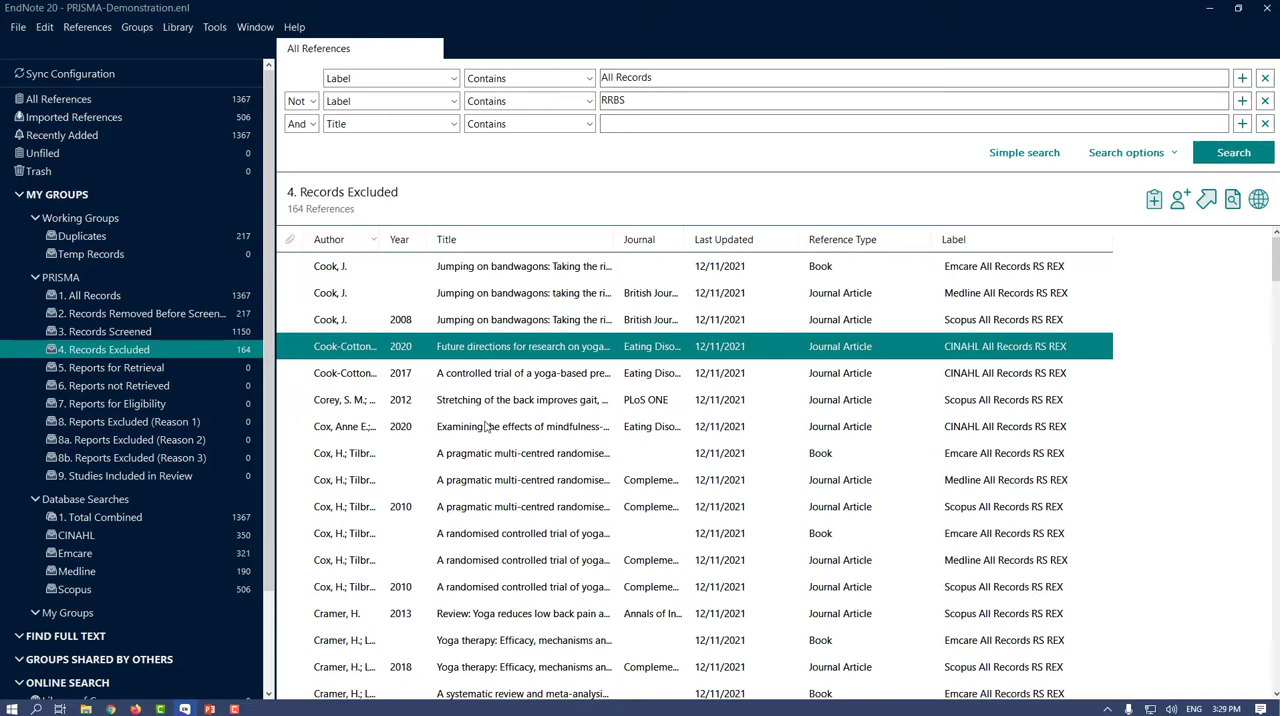 EndNote 20 - PRISMA-Demonstration.enl
File Edit References Groups Library Tools Window Help
Sync Configuration
All References 1367
Imported References 506
Recently Added 1367
Unfiled 0
Trash 0
MY GROUPS
Working Groups
Duplicates 217
Temp Records 0
PRISMA
1. All Records 1367
2. Records Removed Before Screen... 217
3. Records Screened 1150
4. Records Excluded 164
5. Reports for Retrieval 0
6. Reports not Retrieved 0
7. Reports for Eligibility 0
8. Reports Excluded (Reason 1) 0
8a. Reports Excluded (Reason 2) 0
8b. Reports Excluded (Reason 3) 0
9. Studies Included in Review 0
Database Searches
1. Total Combined 1367
CINAHL 350
Emcare 321
Medline 190
Scopus 506
My Groups
FIND FULL TEXT
GROUPS SHARED BY OTHERS
ONLINE SEARCH
All References
Label Contains All Records
Not Label Contains RRBS
And Title Contains
Simple search Search options Search
4. Records Excluded
164 References
Author Year Title Journal Last Updated Reference Type Label
Cook, J. Jumping on bandwagons: Taking the ri... 12/11/2021 Book Emcare All Records RS REX
Cook, J. Jumping on bandwagons: taking the ri... British Jour... 12/11/2021 Journal Article Medline All Records RS REX
Cook, J. 2008 Jumping on bandwagons: Taking the ri... British Jour... 12/11/2021 Journal Article Scopus All Records RS REX
Cook-Cotton... 2020 Future directions for research on yoga... Eating Diso... 12/11/2021 Journal Article CINAHL All Records RS REX
Cook-Cotton... 2017 A controlled trial of a yoga-based pre... Eating Diso... 12/11/2021 Journal Article CINAHL All Records RS REX
Corey, S. M.; ... 2012 Stretching of the back improves gait, ... PLoS ONE 12/11/2021 Journal Article Scopus All Records RS REX
Cox, Anne E.;... 2020 Examining the effects of mindfulness-... Eating Diso... 12/11/2021 Journal Article CINAHL All Records RS REX
Cox, H.; Tilbr... A pragmatic multi-centred randomise... 12/11/2021 Book Emcare All Records RS REX
Cox, H.; Tilbr... A pragmatic multi-centred randomise... Compleme... 12/11/2021 Journal Article Medline All Records RS REX
Cox, H.; Tilbr... 2010 A pragmatic multi-centred randomise... Compleme... 12/11/2021 Journal Article Scopus All Records RS REX
Cox, H.; Tilbr... A randomised controlled trial of yoga... 12/11/2021 Book Emcare All Records RS REX
Cox, H.; Tilbr... A randomised controlled trial of yoga... Compleme... 12/11/2021 Journal Article Medline All Records RS REX
Cox, H.; Tilbr... 2010 A randomised controlled trial of yoga... Compleme... 12/11/2021 Journal Article Scopus All Records RS REX
Cramer, H. 2013 Review: Yoga reduces low back pain a... Annals of In... 12/11/2021 Journal Article Scopus All Records RS REX
Cramer, H.; L... Yoga therapy: Efficacy, mechanisms an... 12/11/2021 Book Emcare All Records RS REX
Cramer, H.; L... 2018 Yoga therapy: Efficacy, mechanisms an... Compleme... 12/11/2021 Journal Article Scopus All Records RS REX
Cramer, H.; L... A systematic review and meta-analysi... 12/11/2021 Book Emcare All Records RS REX
3:29 PM